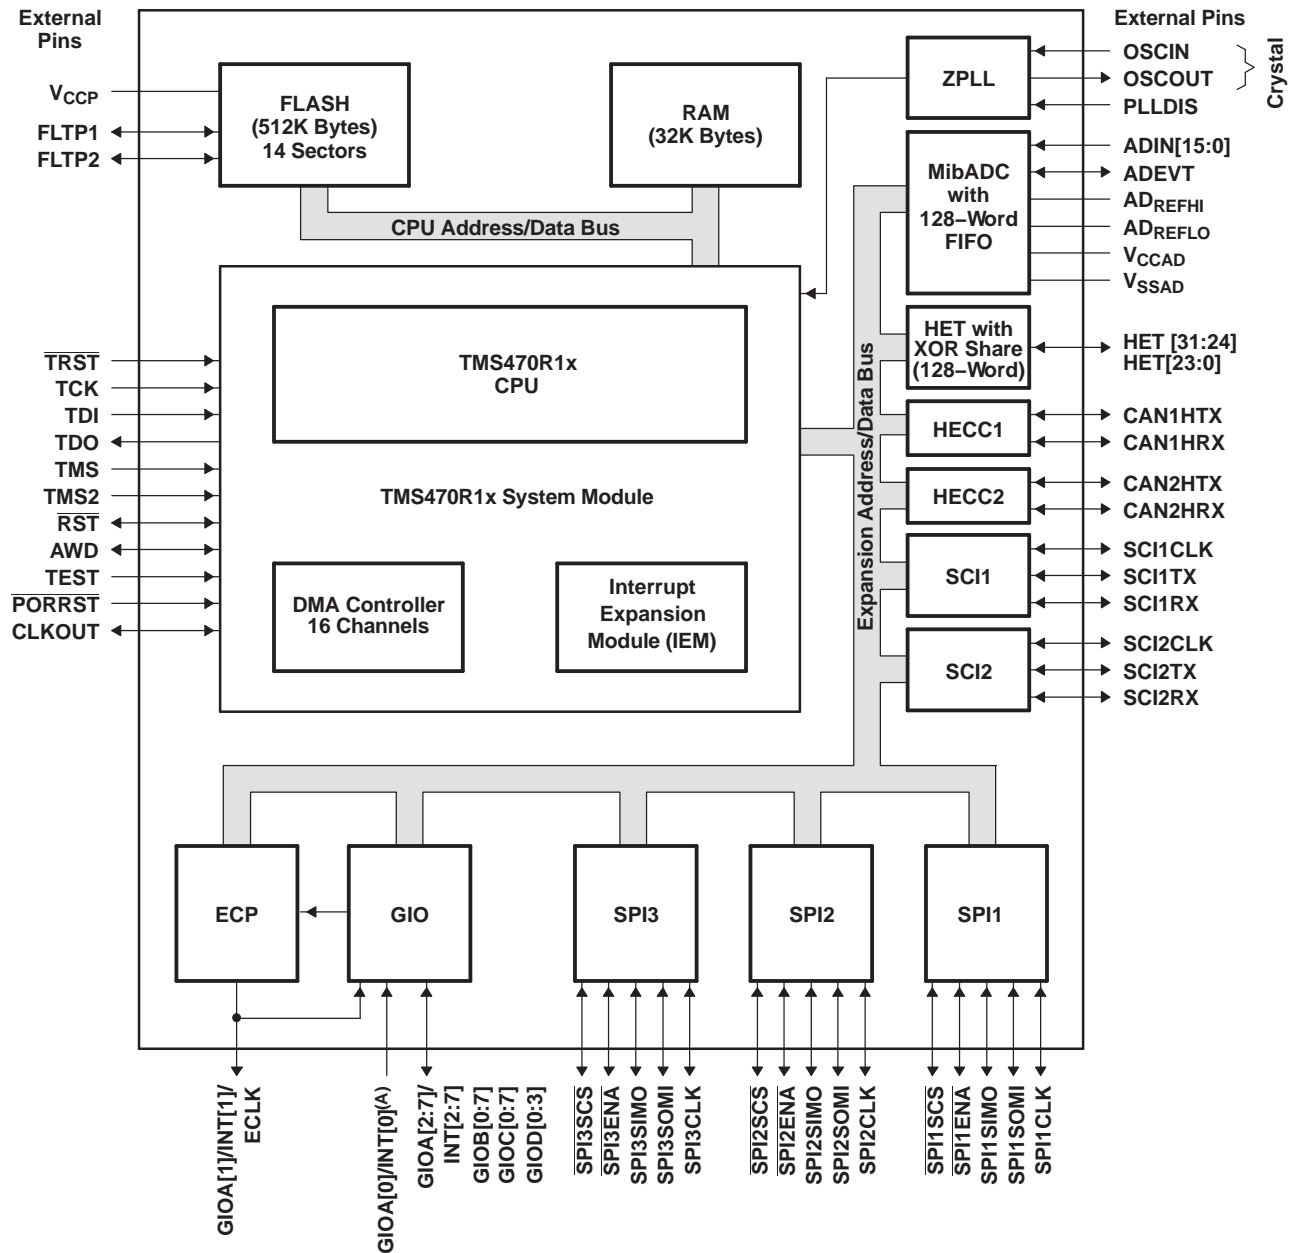 External
Pins
External Pins
VCCP
FLTP1
FLTP2
FLASH
(512K Bytes)
14 Sectors
RAM
(32K Bytes)
CPU Address/Data Bus
ZPLL
OSCIN
OSCOUT
PLLDIS
Crystal
MibADC
with
128–Word
FIFO
ADIN[15:0]
ADEVT
ADREFHI
ADREFLO
VCCAD
VSSAD
HET with
XOR Share
(128–Word)
HET [31:24]
HET[23:0]
TRST
TCK
TDI
TDO
TMS
TMS2
RST
AWD
TEST
PORRST
CLKOUT
TMS470R1x
CPU
TMS470R1x System Module
DMA Controller
16 Channels
Interrupt
Expansion
Module (IEM)
Expansion Address/Data Bus
HECC1
CAN1HTX
CAN1HRX
HECC2
CAN2HTX
CAN2HRX
SCI1
SCI1CLK
SCI1TX
SCI1RX
SCI2
SCI2CLK
SCI2TX
SCI2RX
ECP
GIO
SPI3
SPI2
SPI1
GIOA[1]/INT[1]/
ECLK
GIOA[0]/INT[0](A)
GIOA[2:7]/
INT[2:7]
GIOB[0:7]
GIOC[0:7]
GIOD[0:3]
SPI3SCS
SPI3ENA
SPI3SIMO
SPI3SOMI
SPI3CLK
SPI2SCS
SPI2ENA
SPI2SIMO
SPI2SOMI
SPI2CLK
SPI1SCS
SPI1ENA
SPI1SIMO
SPI1SOMI
SPI1CLK